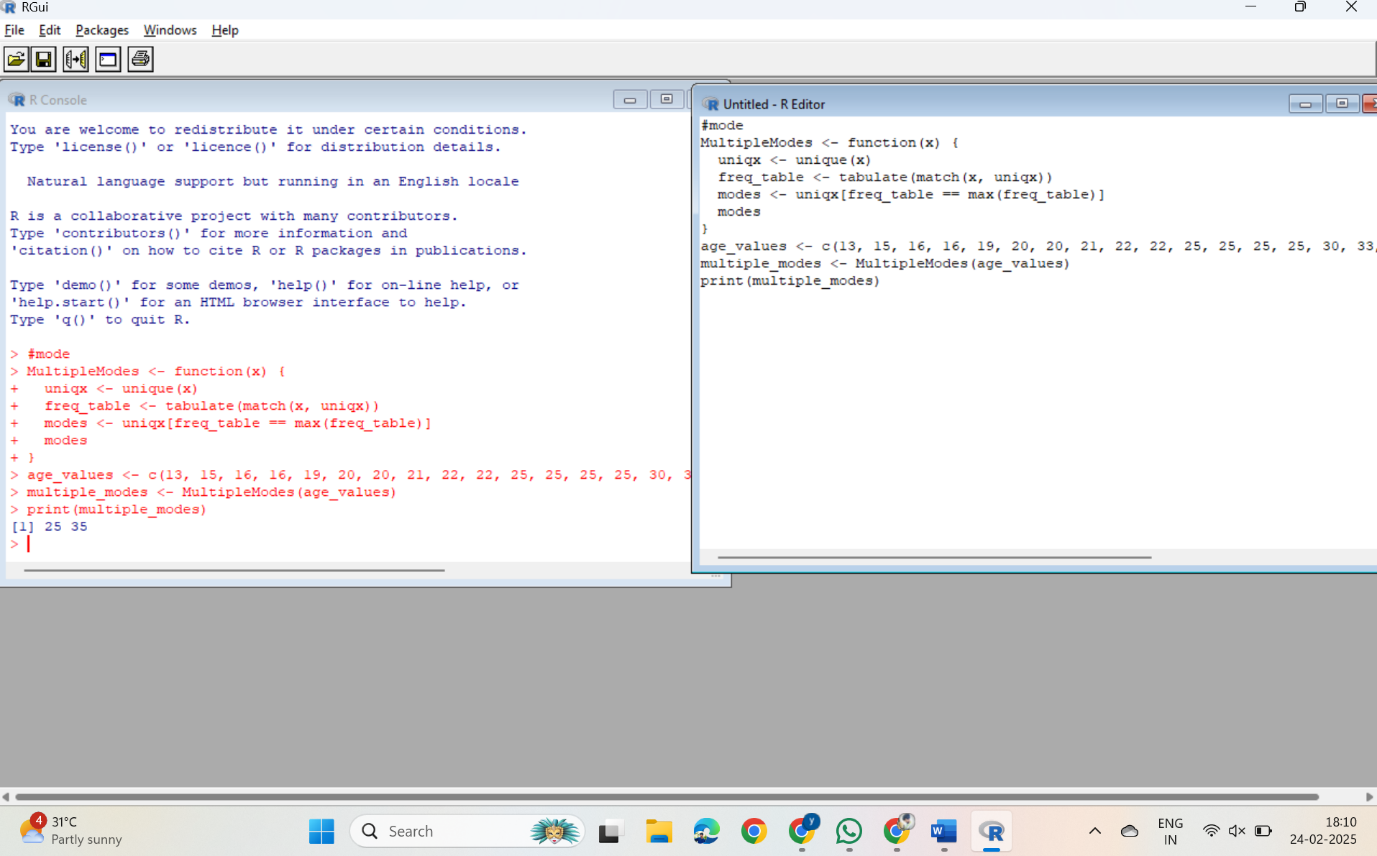 RGui
File Edit Packages Windows Help
R Console
You are welcome to redistribute it under certain conditions.
Type 'license()' or 'licence()' for distribution details.
Natural language support but running in an English locale
R is a collaborative project with many contributors.
Type 'contributors()' for more information and
'citation()' on how to cite R or R packages in publications.
Type 'demo()' for some demos, 'help()' for on-line help, or
'help.start()' for an HTML browser interface to help.
Type 'q()' to quit R.
> #mode
> MultipleModes <- function(x) {
+   uniqx <- unique(x)
+   freq_table <- tabulate(match(x, uniqx))
+   modes <- uniqx[freq_table == max(freq_table)]
+   modes
+ }
> age_values <- c(13, 15, 16, 16, 19, 20, 20, 21, 22, 22, 25, 25, 25, 25, 30, 3
> multiple_modes <- MultipleModes(age_values)
> print(multiple_modes)
[1] 25 35
>
Untitled - R Editor
#mode
MultipleModes <- function(x) {
  uniqx <- unique(x)
  freq_table <- tabulate(match(x, uniqx))
  modes <- uniqx[freq_table == max(freq_table)]
  modes
}
age_values <- c(13, 15, 16, 16, 19, 20, 20, 21, 22, 22, 25, 25, 25, 25, 30, 33,
multiple_modes <- MultipleModes(age_values)
print(multiple_modes)
4
31°C
Partly sunny
Search
y
W
ENG
IN
18:10
24-02-2025